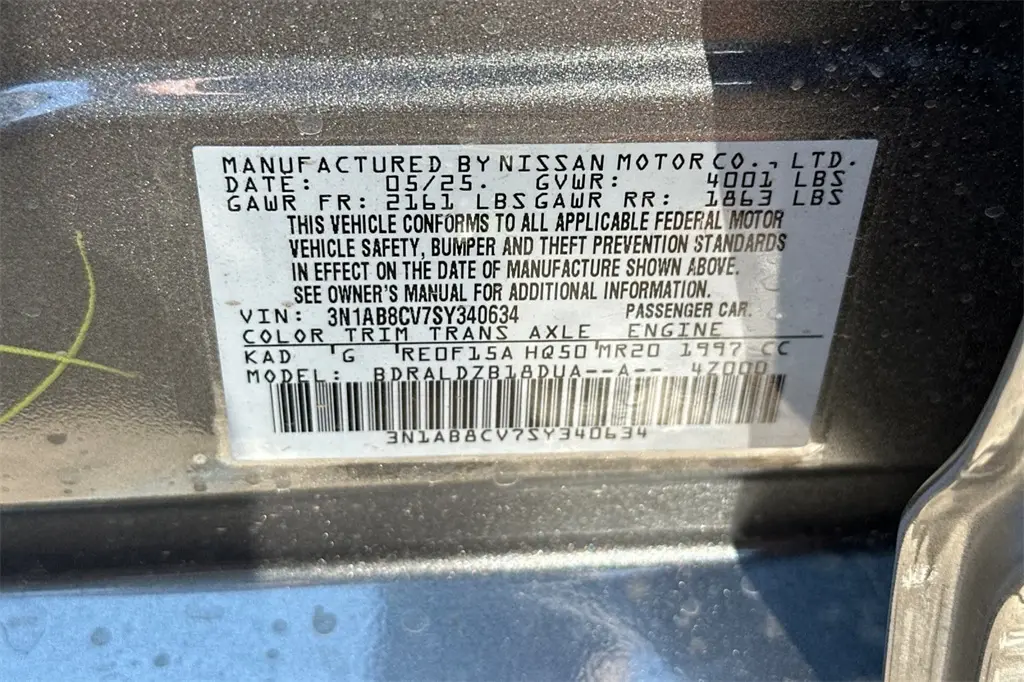 MANUFACTURED BY NISSAN MOTOR CO., LTD.
DATE: 05/25. GVWR: 4001 LBS
GAWR FR: 2161 LBS GAWR RR: 1863 LBS
THIS VEHICLE CONFORMS TO ALL APPLICABLE FEDERAL MOTOR
VEHICLE SAFETY, BUMPER AND THEFT PREVENTION STANDARDS
IN EFFECT ON THE DATE OF MANUFACTURE SHOWN ABOVE.
SEE OWNER'S MANUAL FOR ADDITIONAL INFORMATION.
VIN: 3N1AB8CV7SY340634 PASSENGER CAR.
COLOR TRIM TRANS AXLE ENGINE
KAD G RE0F15A HQ50 MR20 1997 CC
MODEL: BDRALDZB18DUA--A-- 47000
3N1AB8CV7SY340634